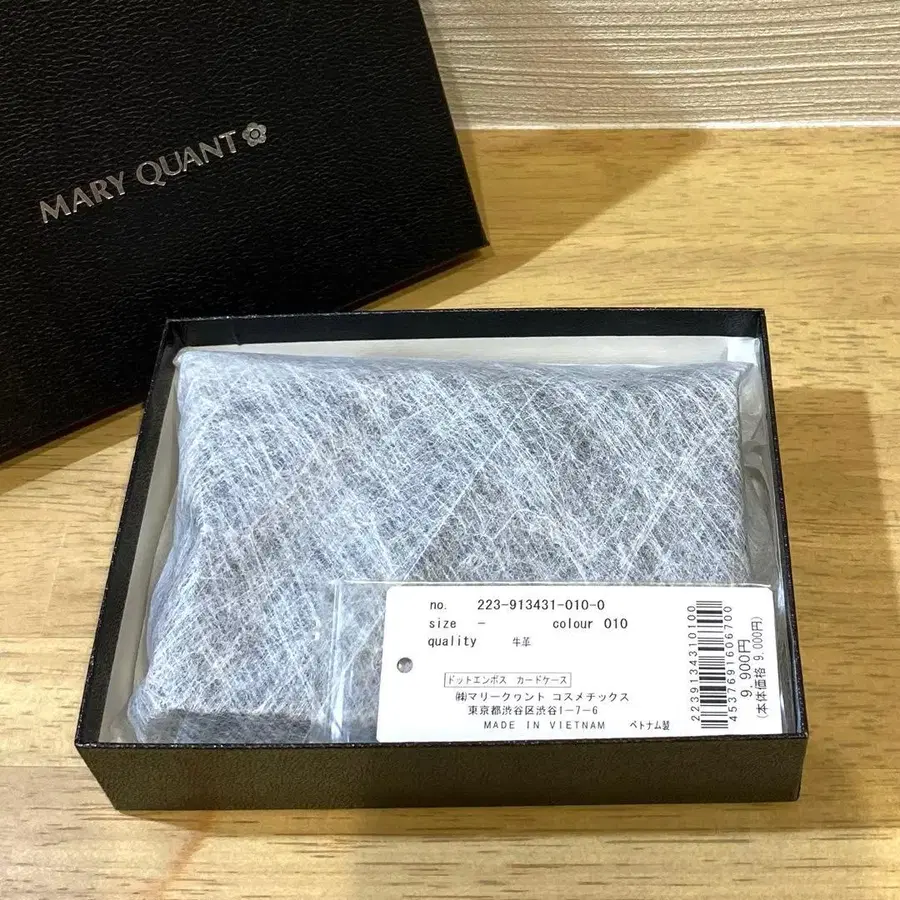 MARY QUANT
no. 223-913431-010-0
size - colour 010
quality 牛革
ドットエンボス カードケース
㈱マリークヮント コスメチックス
東京都渋谷区渋谷1-7-6
MADE IN VIETNAM ベトナム製
2239134310100
4537691606700
9,900円
(本体価格 9,000円)